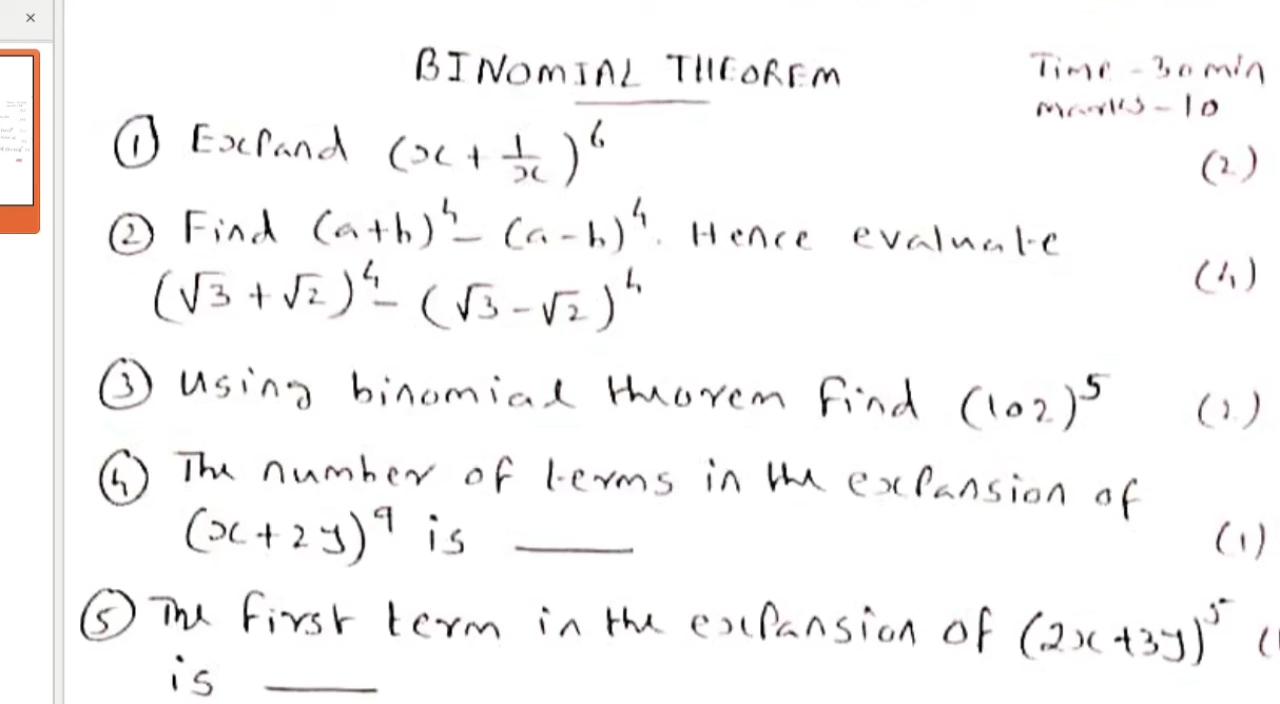 BINOMIAL THEOREM
Time - 30 min
marks - 10
① Expand (x + 1/x)^6 (2)
② Find (a+b)^4 - (a-b)^4. Hence evaluate
(√3 + √2)^4 - (√3 - √2)^4 (4)
③ Using binomial theorem find (102)^5 (2)
④ The number of terms in the expansion of
(x+2y)^9 is ____ (1)
⑤ The first term in the expansion of (2x+3y)^5 (1
is ____